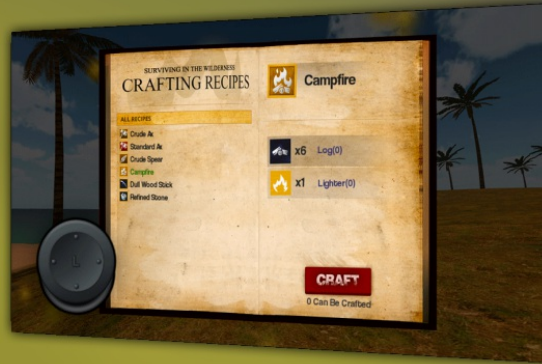 SURVIVING IN THE WILDERNESS
CRAFTING RECIPES
ALL RECIPES
Crude Ax
Standard Ax
Crude Spear
Campfire
Dull Wood Stick
Refined Stone
Campfire
x6 Log(0)
x1 Lighter(0)
CRAFT
0 Can Be Crafted
L